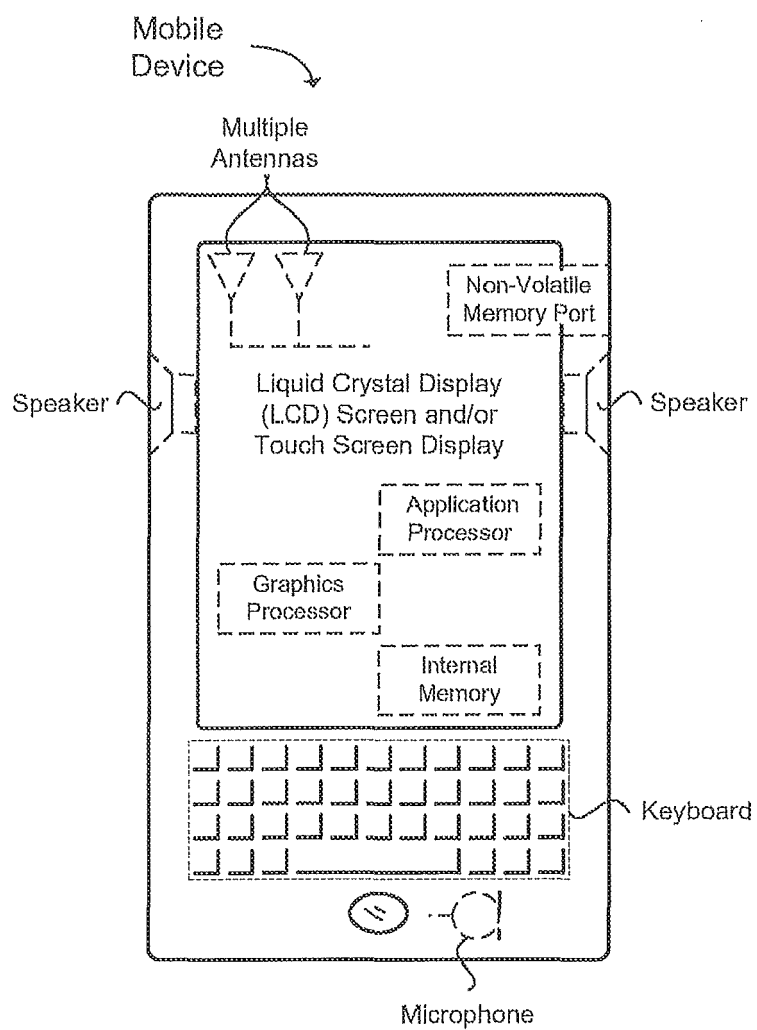 Mobile
Device
Multiple
Antennas
Non-Volatile
Memory Port
Speaker
Liquid Crystal Display
(LCD) Screen and/or
Touch Screen Display
Speaker
Application
Processor
Graphics
Processor
Internal
Memory
Keyboard
Microphone